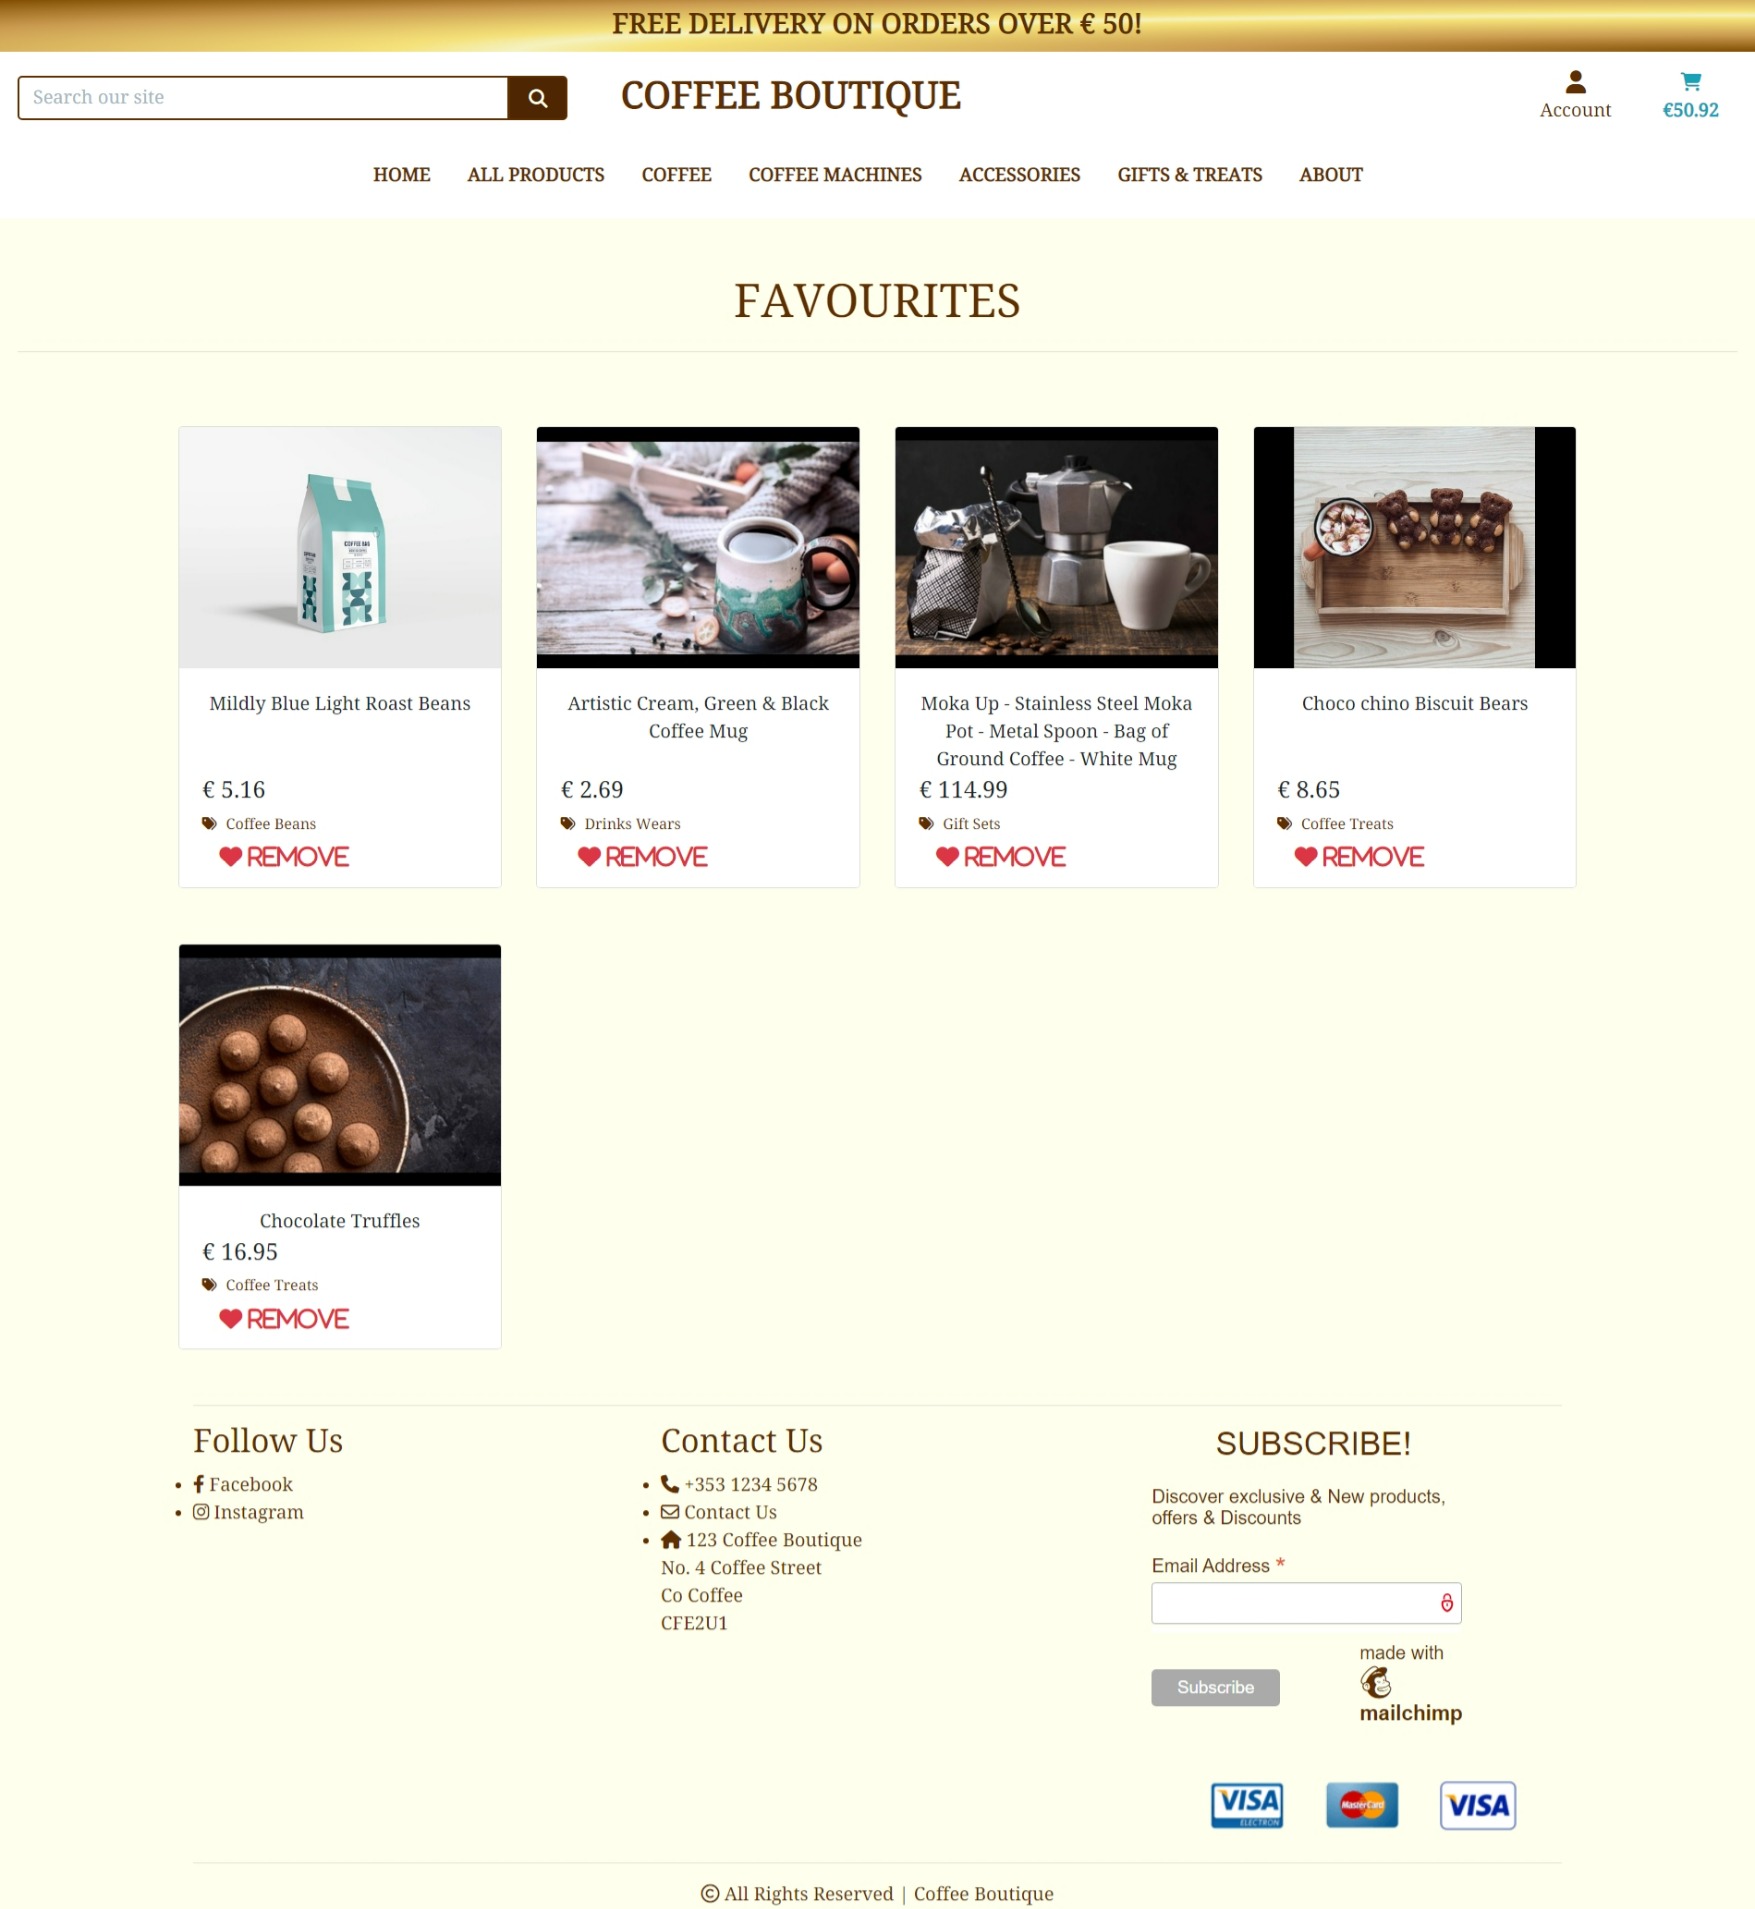 FREE DELIVERY ON ORDERS OVER € 50!
Search our site
COFFEE BOUTIQUE
Account
€50.92
HOME ALL PRODUCTS COFFEE COFFEE MACHINES ACCESSORIES GIFTS & TREATS ABOUT
FAVOURITES
COFFEE BAG
Mildly Blue Light Roast Beans
€ 5.16
Coffee Beans
REMOVE
Artistic Cream, Green & Black
Coffee Mug
€ 2.69
Drinks Wears
REMOVE
Moka Up - Stainless Steel Moka
Pot - Metal Spoon - Bag of
Ground Coffee - White Mug
€ 114.99
Gift Sets
REMOVE
Choco chino Biscuit Bears
€ 8.65
Coffee Treats
REMOVE
Chocolate Truffles
€ 16.95
Coffee Treats
REMOVE
Follow Us
Facebook
Instagram
Contact Us
+353 1234 5678
Contact Us
123 Coffee Boutique
No. 4 Coffee Street
Co Coffee
CFE2U1
SUBSCRIBE!
Discover exclusive & New products,
offers & Discounts
Email Address *
Subscribe
made with
mailchimp
VISA
ELECTRON
MasterCard
VISA
© All Rights Reserved | Coffee Boutique